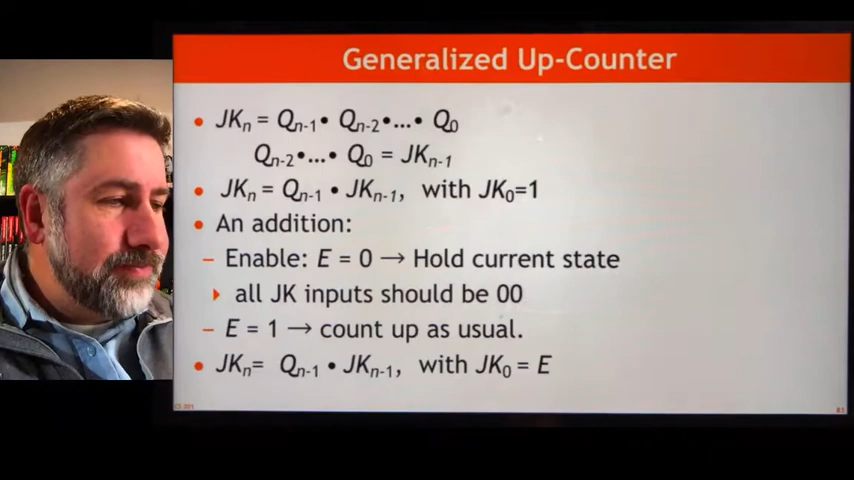 Generalized Up-Counter
• JKn = Qn-1• Qn-2•...• Q0
Qn-2•...• Q0 = JKn-1
• JKn = Qn-1 • JKn-1, with JK0=1
• An addition:
– Enable: E = 0 → Hold current state
▸ all JK inputs should be 00
– E = 1 → count up as usual.
• JKn= Qn-1 • JKn-1, with JK0 = E
83